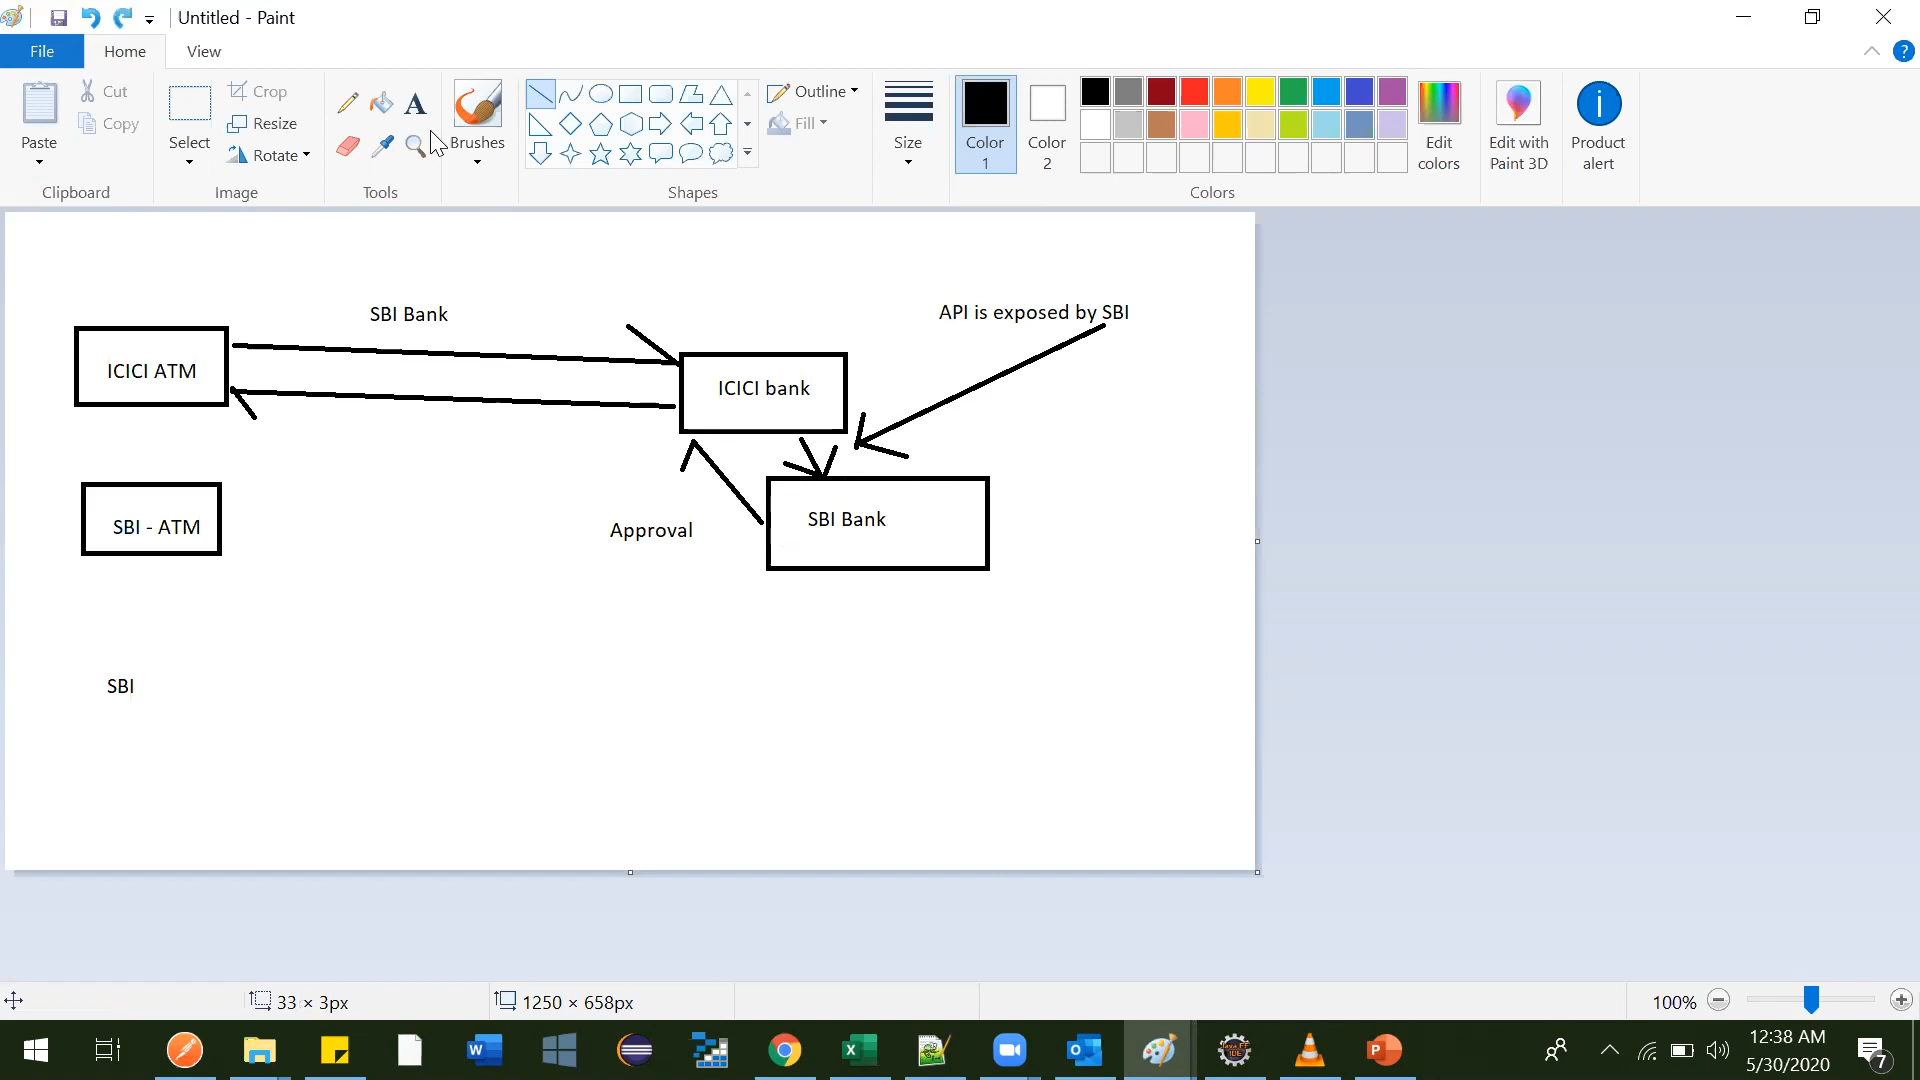 Untitled - Paint
File Home View
Paste
Cut
Copy
Clipboard
Select
Crop
Resize
Rotate
Image
Tools
Brushes
Shapes
Outline
Fill
Size
Color 1
Color 2
Colors
Edit colors
Edit with Paint 3D
Product alert
SBI Bank
API is exposed by SBI
ICICI ATM
ICICI bank
SBI - ATM
SBI Bank
Approval
SBI
33 × 3px
1250 × 658px
100%
12:38 AM
5/30/2020
7